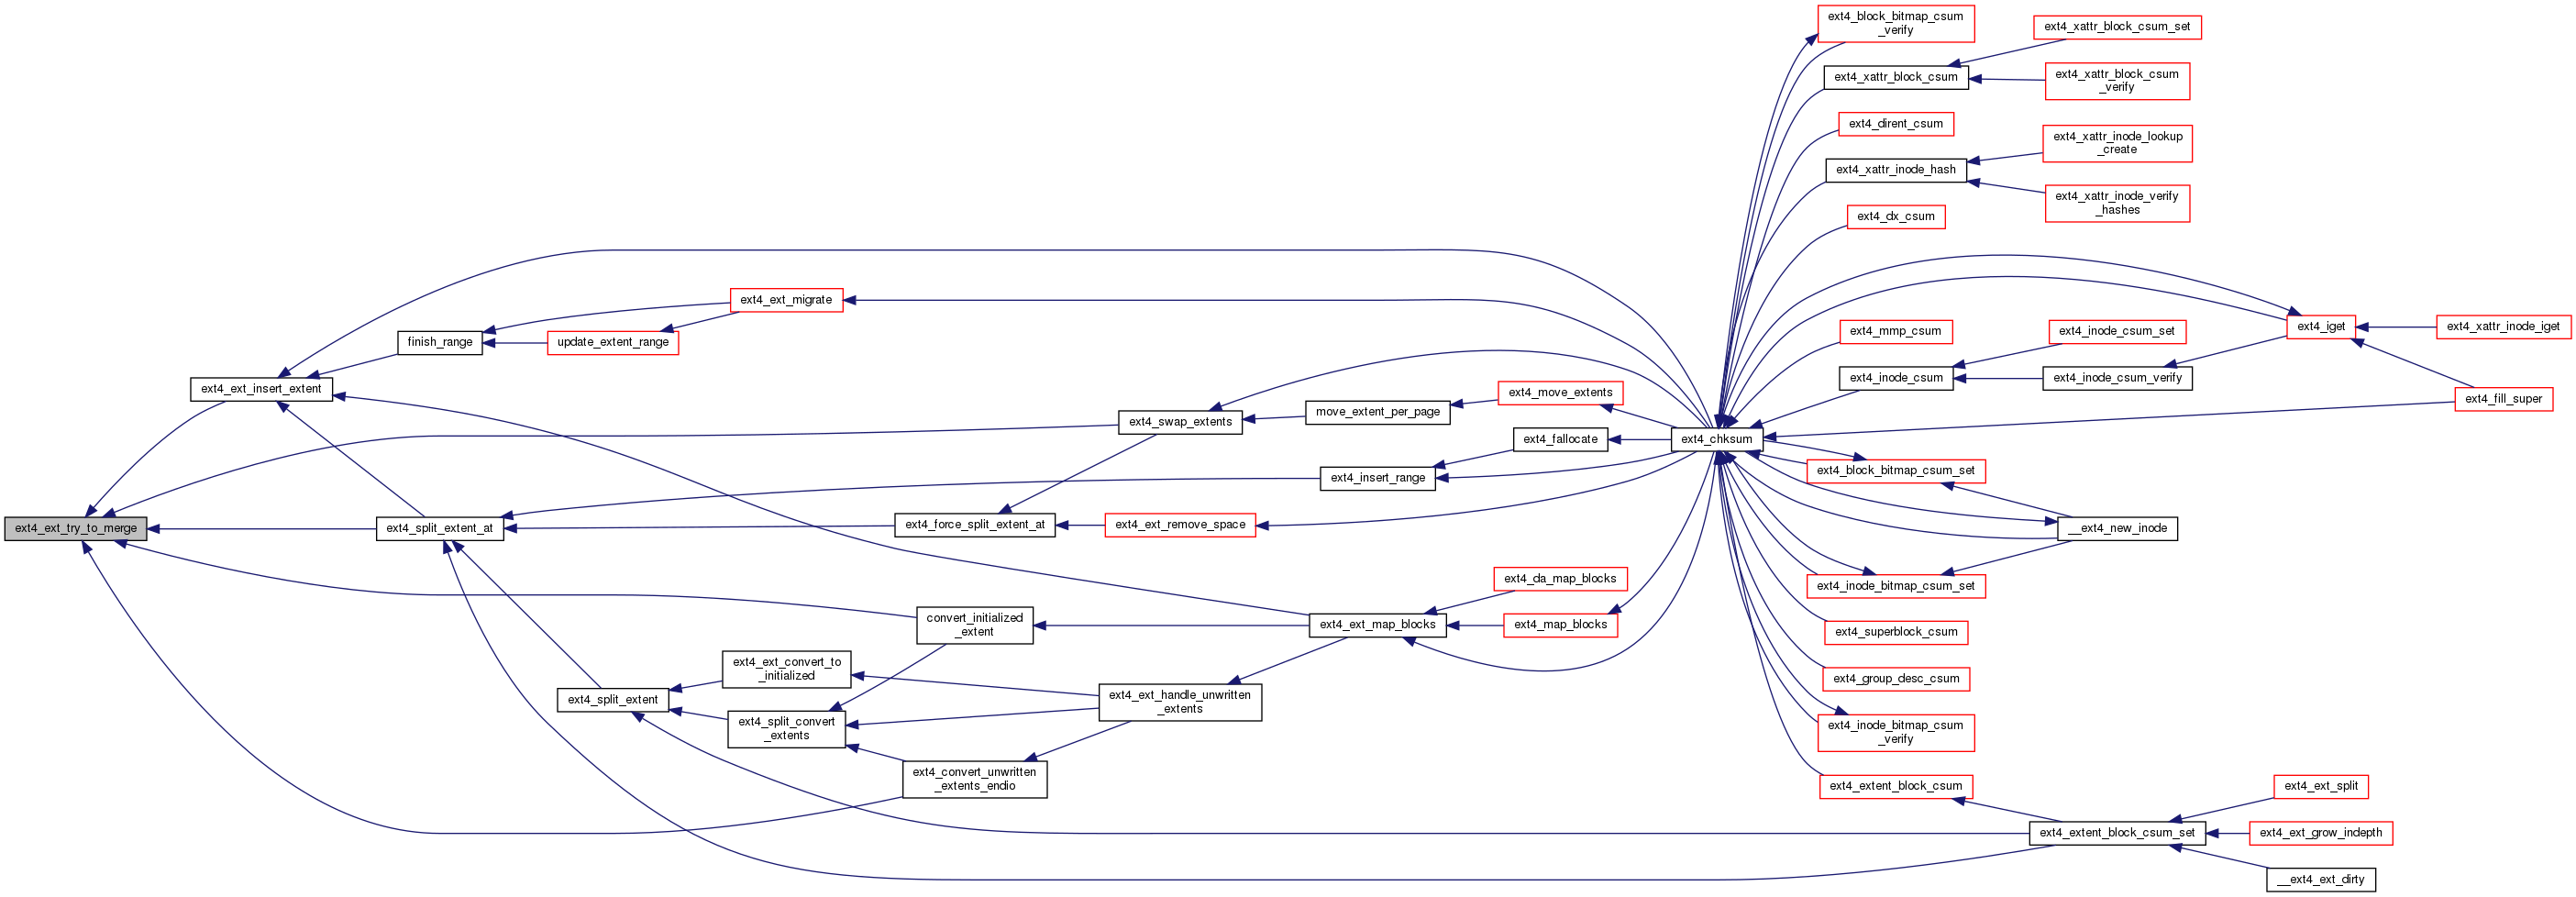 ext4_block_bitmap_csum
_verify
ext4_xattr_block_csum_set
ext4_xattr_block_csum
ext4_xattr_block_csum
_verify
ext4_dirent_csum
ext4_xattr_inode_lookup
_create
ext4_xattr_inode_hash
ext4_xattr_inode_verify
_hashes
ext4_dx_csum
ext4_ext_migrate
ext4_mmp_csum
ext4_inode_csum_set
ext4_iget
ext4_xattr_inode_iget
finish_range
update_extent_range
ext4_ext_insert_extent
ext4_inode_csum
ext4_inode_csum_verify
ext4_move_extents
ext4_fill_super
move_extent_per_page
ext4_swap_extents
ext4_fallocate
ext4_chksum
ext4_insert_range
ext4_block_bitmap_csum_set
ext4_ext_try_to_merge
ext4_split_extent_at
ext4_force_split_extent_at
ext4_ext_remove_space
__ext4_new_inode
ext4_da_map_blocks
ext4_inode_bitmap_csum_set
convert_initialized
_extent
ext4_ext_map_blocks
ext4_map_blocks
ext4_superblock_csum
ext4_ext_convert_to
_initialized
ext4_group_desc_csum
ext4_split_extent
ext4_ext_handle_unwritten
_extents
ext4_split_convert
_extents
ext4_inode_bitmap_csum
_verify
ext4_convert_unwritten
_extents_endio
ext4_extent_block_csum
ext4_ext_split
ext4_extent_block_csum_set
ext4_ext_grow_indepth
__ext4_ext_dirty